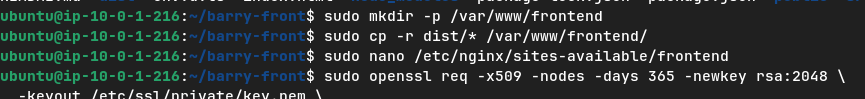 ubuntu@ip-10-0-1-216:~/barry-front$ sudo mkdir -p /var/www/frontend
ubuntu@ip-10-0-1-216:~/barry-front$ sudo cp -r dist/* /var/www/frontend/
ubuntu@ip-10-0-1-216:~/barry-front$ sudo nano /etc/nginx/sites-available/frontend
ubuntu@ip-10-0-1-216:~/barry-front$ sudo openssl req -x509 -nodes -days 365 -newkey rsa:2048 \
-keyout /etc/ssl/private/key.pem \